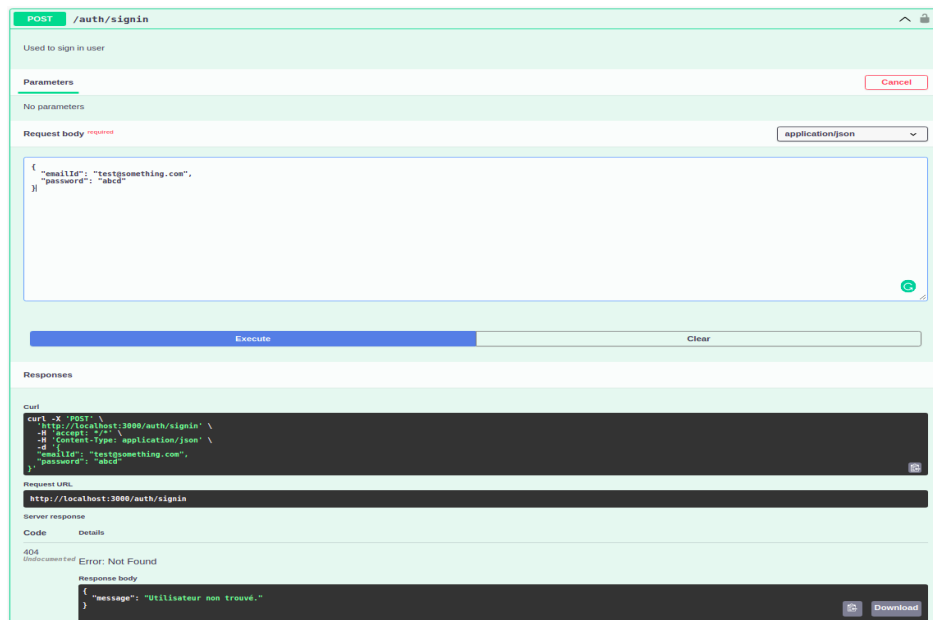 POST /auth/signin
Used to sign in user
Parameters
Cancel
No parameters
Request body required
application/json
{
"emailId": "test@something.com",
"password": "abcd"
}
Execute
Clear
Responses
Curl
curl -X 'POST' \
'http://localhost:3000/auth/signin' \
-H 'accept: */*' \
-H 'Content-Type: application/json' \
-d '{
"emailId": "test@something.com",
"password": "abcd"
}'
Request URL
http://localhost:3000/auth/signin
Server response
Code Details
404
Undocumented Error: Not Found
Response body
{
"message": "Utilisateur non trouvé."
}
Download